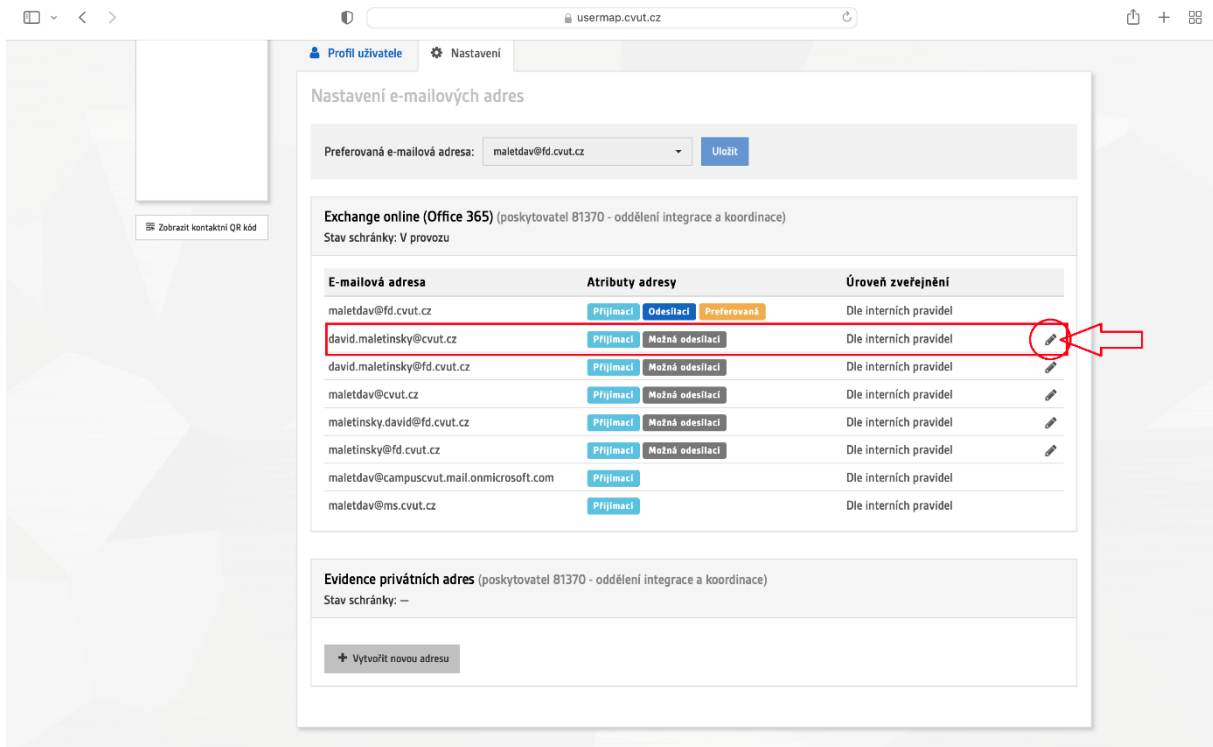 usermap.cvut.cz
Profil uživatele Nastavení
Nastavení e-mailových adres
Preferovaná e-mailová adresa: maletdav@fd.cvut.cz Uložit
Zobrazit kontaktní QR kód
Exchange online (Office 365) (poskytovatel 81370 - oddělení integrace a koordinace)
Stav schránky: V provozu
E-mailová adresa Atributy adresy Úroveň zveřejnění
maletdav@fd.cvut.cz Přijímací Odesílací Preferovaná Dle interních pravidel
david.maletinsky@cvut.cz Přijímací Možná odesílací Dle interních pravidel
david.maletinsky@fd.cvut.cz Přijímací Možná odesílací Dle interních pravidel
maletdav@cvut.cz Přijímací Možná odesílací Dle interních pravidel
maletinsky.david@fd.cvut.cz Přijímací Možná odesílací Dle interních pravidel
maletinsky@fd.cvut.cz Přijímací Možná odesílací Dle interních pravidel
maletdav@campuscvut.mail.onmicrosoft.com Přijímací Dle interních pravidel
maletdav@ms.cvut.cz Přijímací Dle interních pravidel
Evidence privátních adres (poskytovatel 81370 - oddělení integrace a koordinace)
Stav schránky: —
+ Vytvořit novou adresu